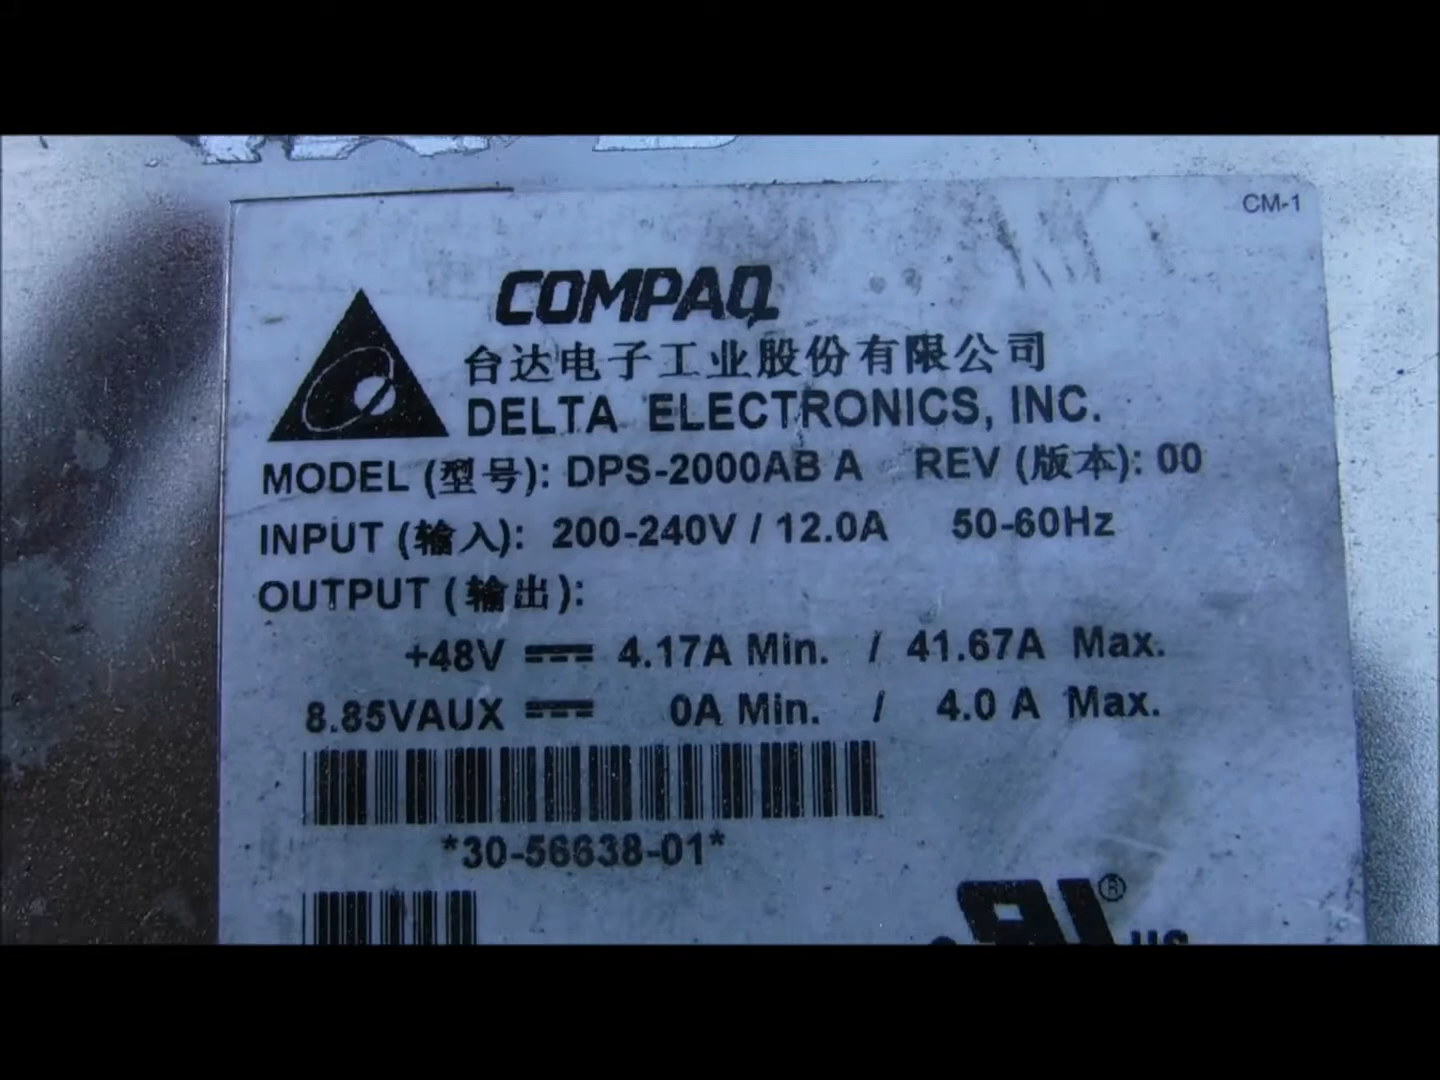 CM-1
COMPAQ
台达电子工业股份有限公司
DELTA ELECTRONICS, INC.
MODEL (型号): DPS-2000AB A REV (版本): 00
INPUT (输入): 200-240V / 12.0A 50-60Hz
OUTPUT (输出):
+48V 4.17A Min. / 41.67A Max.
8.85VAUX 0A Min. / 4.0 A Max.
*30-56638-01*